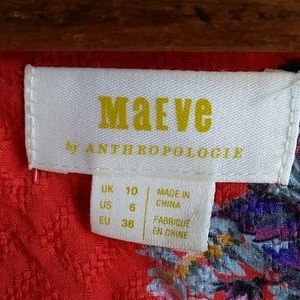 MAEVE
by ANTHROPOLOGIE
UK 10
US 6
EU 38
MADE IN
CHINA
FABRIQUÉ
EN CHINE